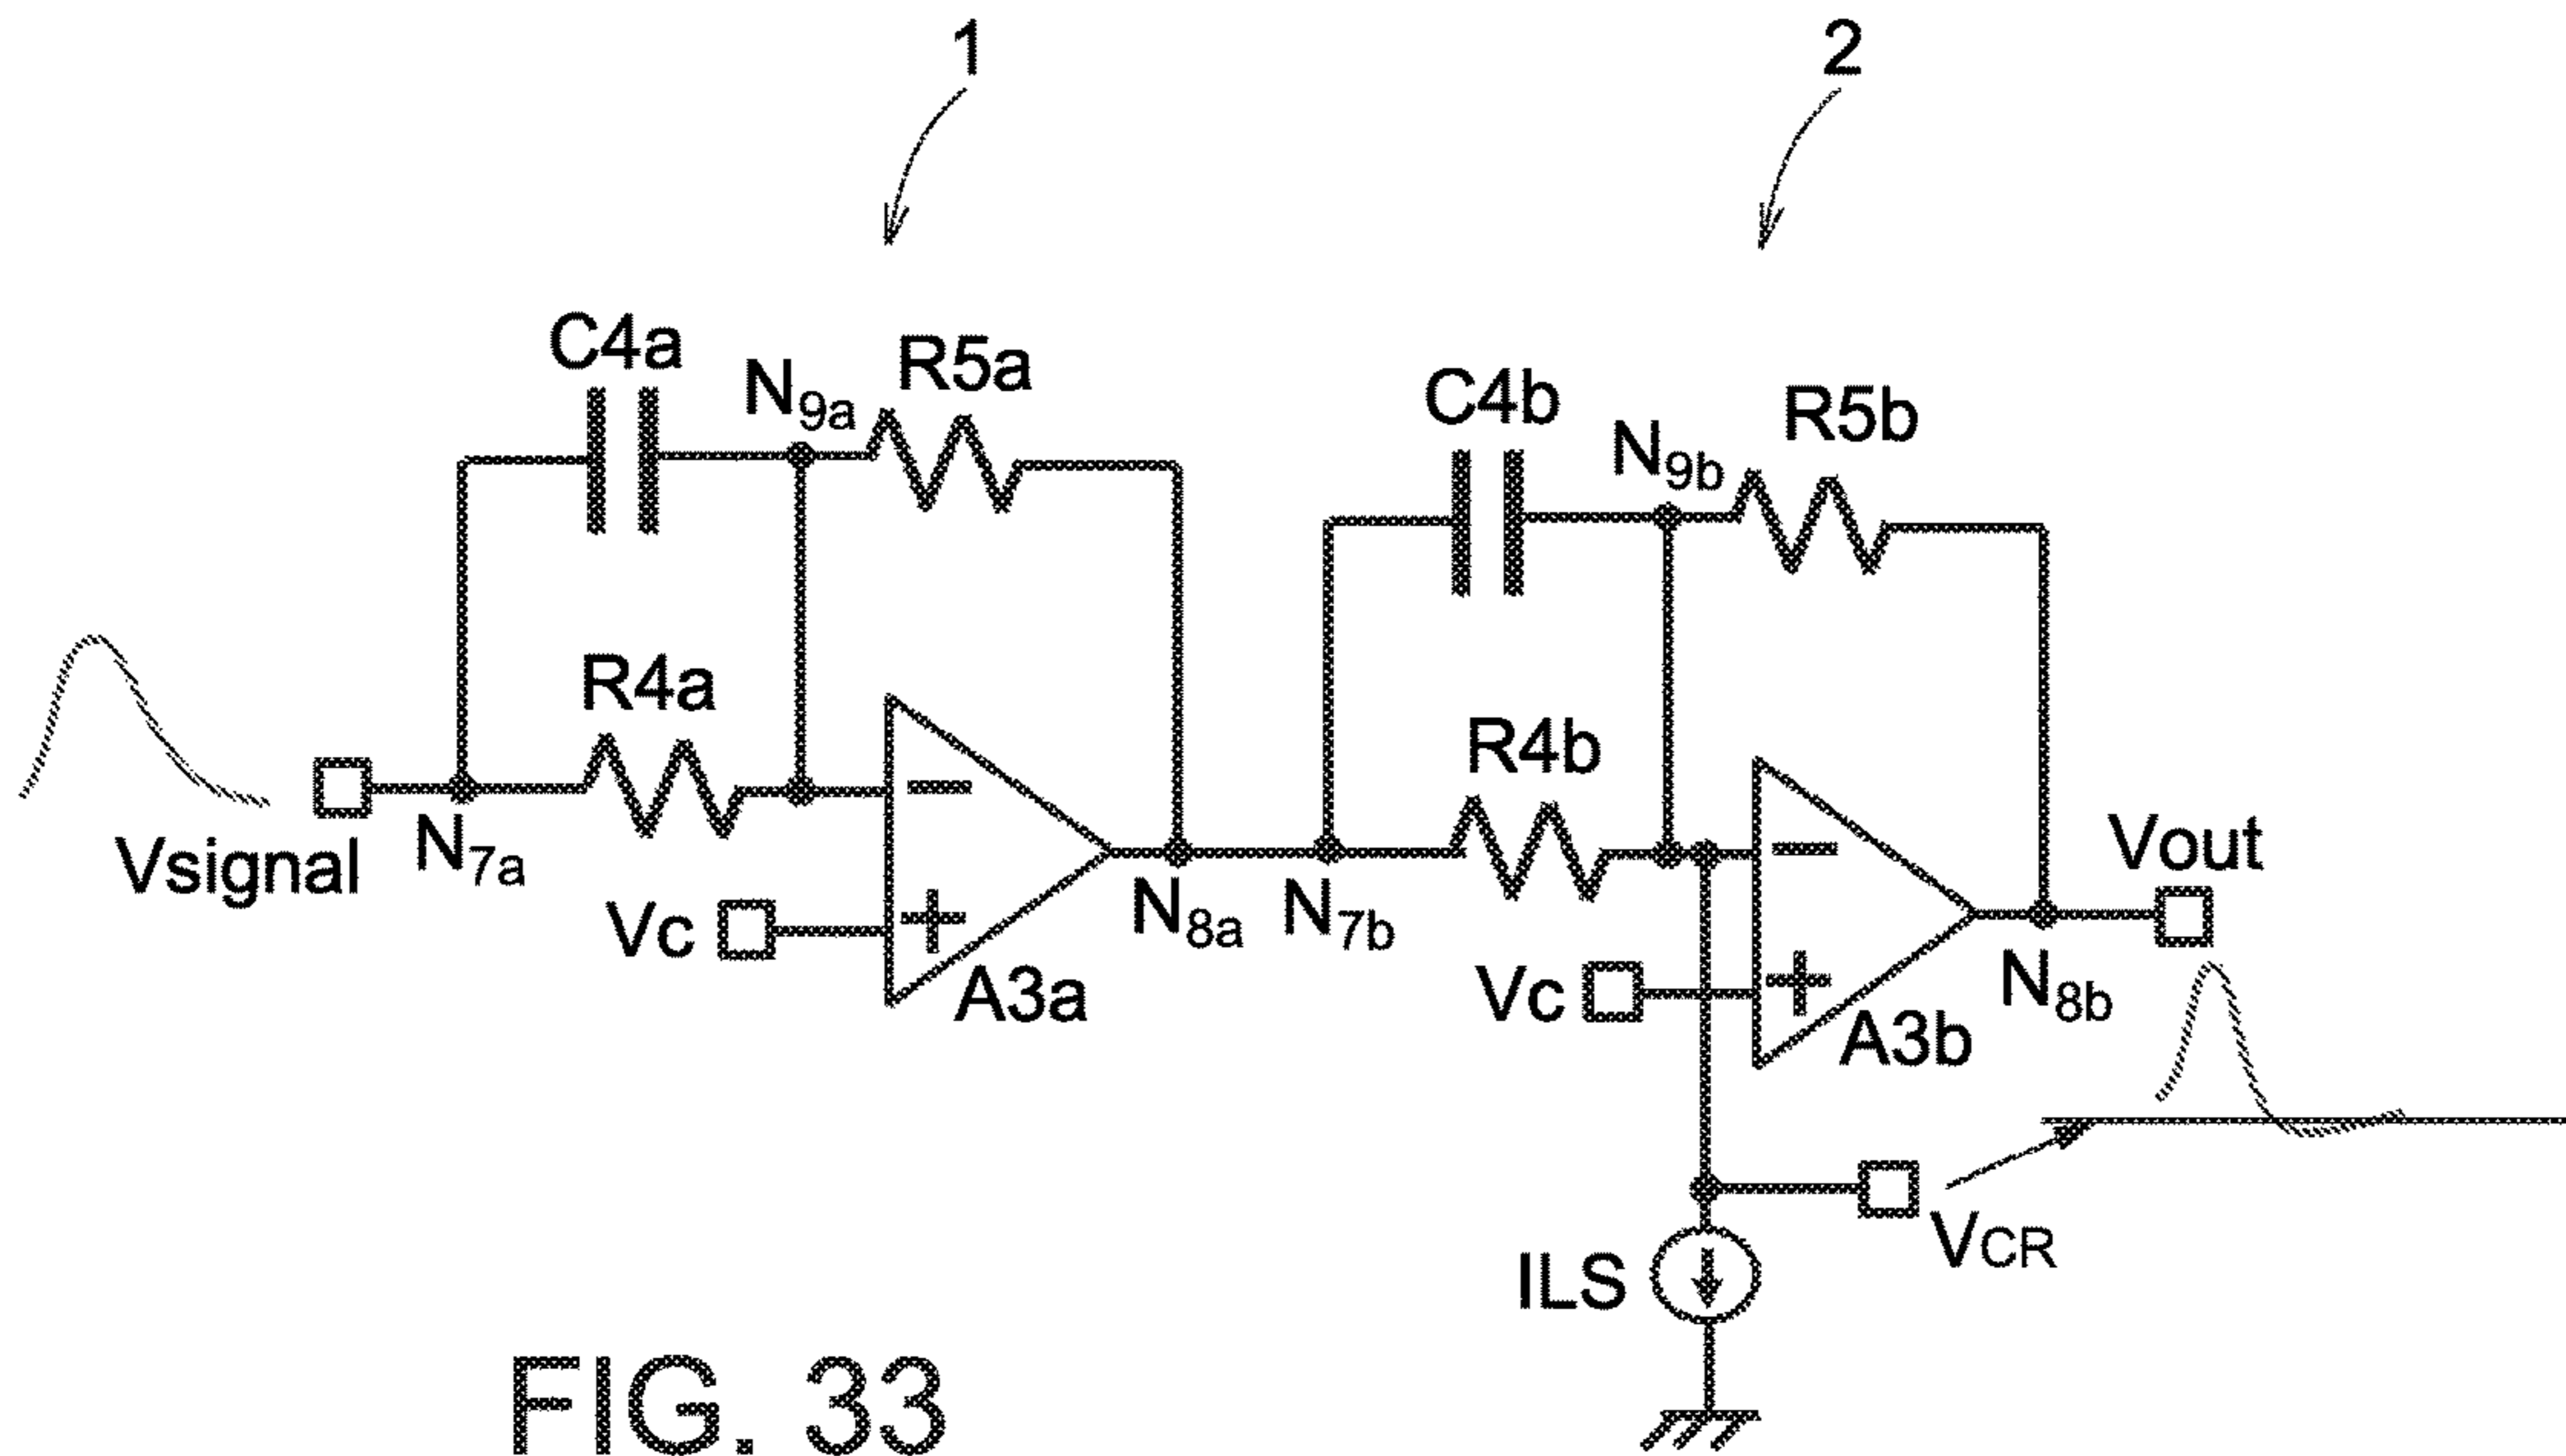 1
2
C4a
N9a
R5a
C4b
N9b
R5b
R4a
R4b
Vsignal
N7a
Vc
A3a
N8a
N7b
Vc
A3b
Vout
N8b
VCR
ILS
FIG. 33